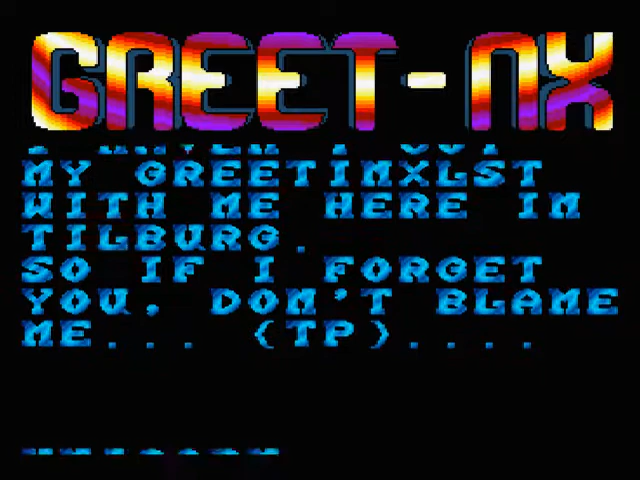 GREET-NX
MY GREETINXLST
WITH ME HERE IN
TILBURG.
SO IF I FORGET
YOU, DON'T BLAME
ME... (TP)....